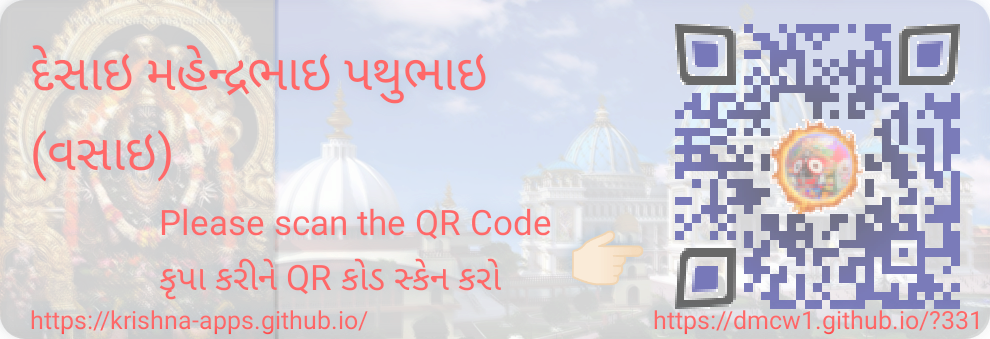 દેસાઇ મહેન્દ્રભાઇ પથુભાઇ
(વસાઇ)
Please scan the QR Code
કૃપા કરીને QR કોડ સ્કેન કરો
https://krishna-apps.github.io/
https://dmcw1.github.io/?331